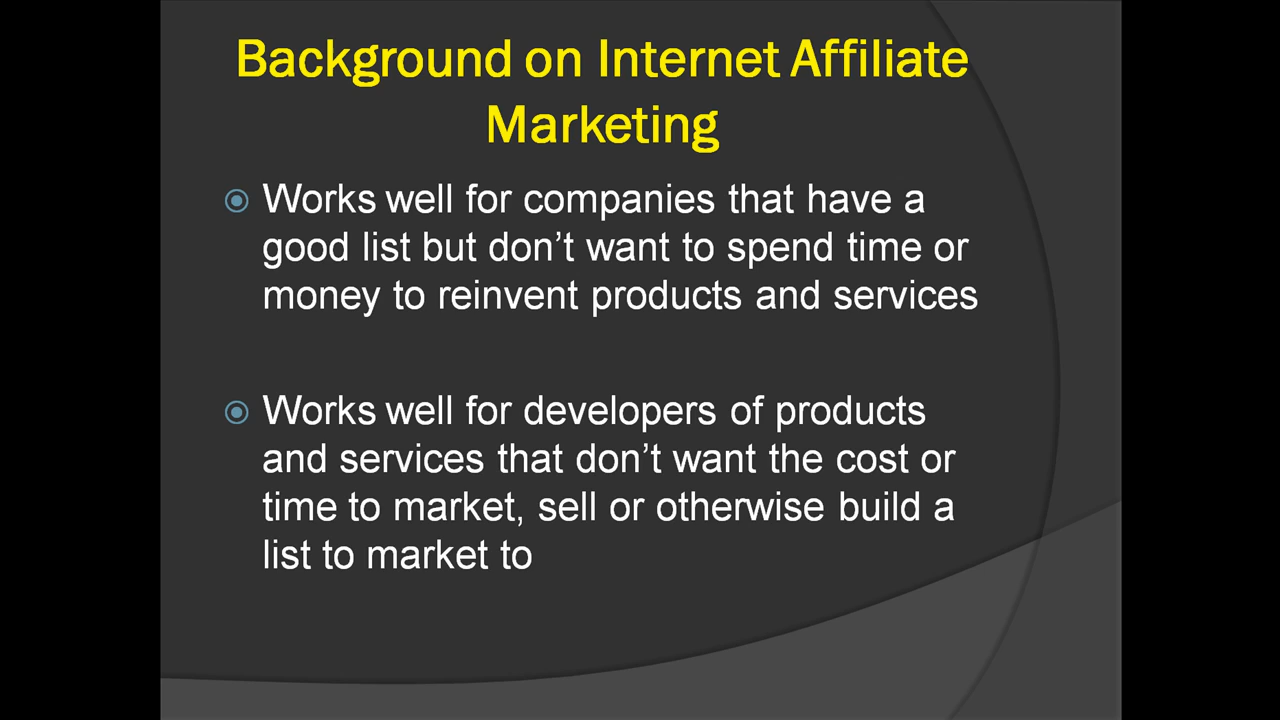 Background on Internet Affiliate
Marketing
Works well for companies that have a
good list but don’t want to spend time or
money to reinvent products and services
Works well for developers of products
and services that don’t want the cost or
time to market, sell or otherwise build a
list to market to